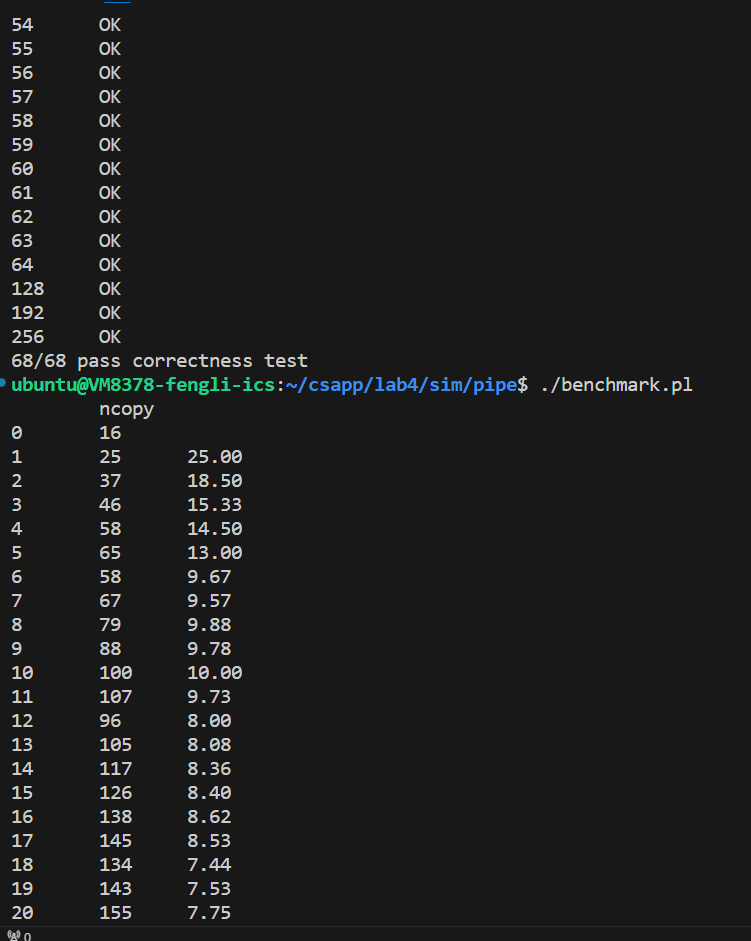 54 OK
55 OK
56 OK
57 OK
58 OK
59 OK
60 OK
61 OK
62 OK
63 OK
64 OK
128 OK
192 OK
256 OK
68/68 pass correctness test
ubuntu@VM8378-fengli-ics:~/csapp/lab4/sim/pipe$ ./benchmark.pl
ncopy
0 16
1 25 25.00
2 37 18.50
3 46 15.33
4 58 14.50
5 65 13.00
6 58 9.67
7 67 9.57
8 79 9.88
9 88 9.78
10 100 10.00
11 107 9.73
12 96 8.00
13 105 8.08
14 117 8.36
15 126 8.40
16 138 8.62
17 145 8.53
18 134 7.44
19 143 7.53
20 155 7.75
0